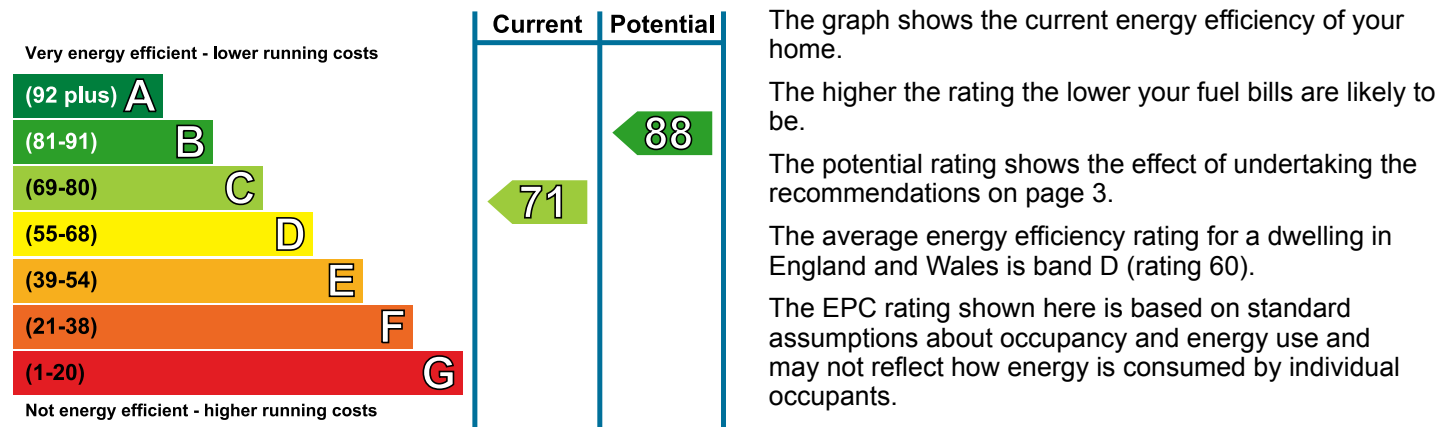 Current Potential
Very energy efficient - lower running costs
(92 plus) A
(81-91) B
(69-80) C
(55-68) D
(39-54) E
(21-38) F
(1-20) G
Not energy efficient - higher running costs
71
88
The graph shows the current energy efficiency of your
home.
The higher the rating the lower your fuel bills are likely to
be.
The potential rating shows the effect of undertaking the
recommendations on page 3.
The average energy efficiency rating for a dwelling in
England and Wales is band D (rating 60).
The EPC rating shown here is based on standard
assumptions about occupancy and energy use and
may not reflect how energy is consumed by individual
occupants.